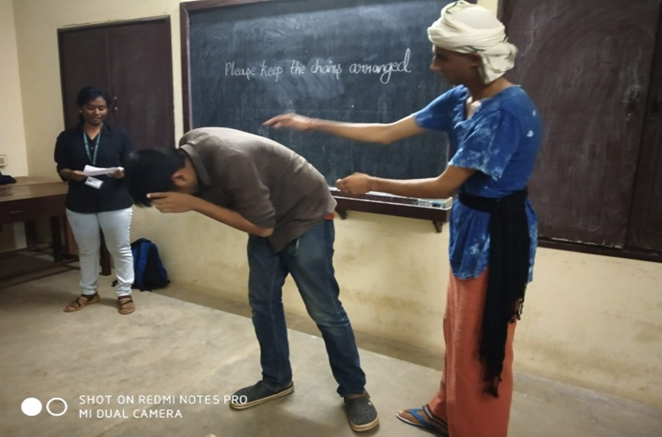 Please keep the chairs arranged.
SHOT ON REDMI NOTE5 PRO
MI DUAL CAMERA